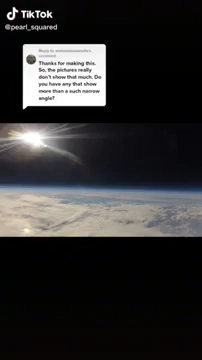 TikTok
@pearl_squared
Thanks for making this.
So, the pictures really
don't show that much. Do
you have any that show
more than a such narrow
angle?